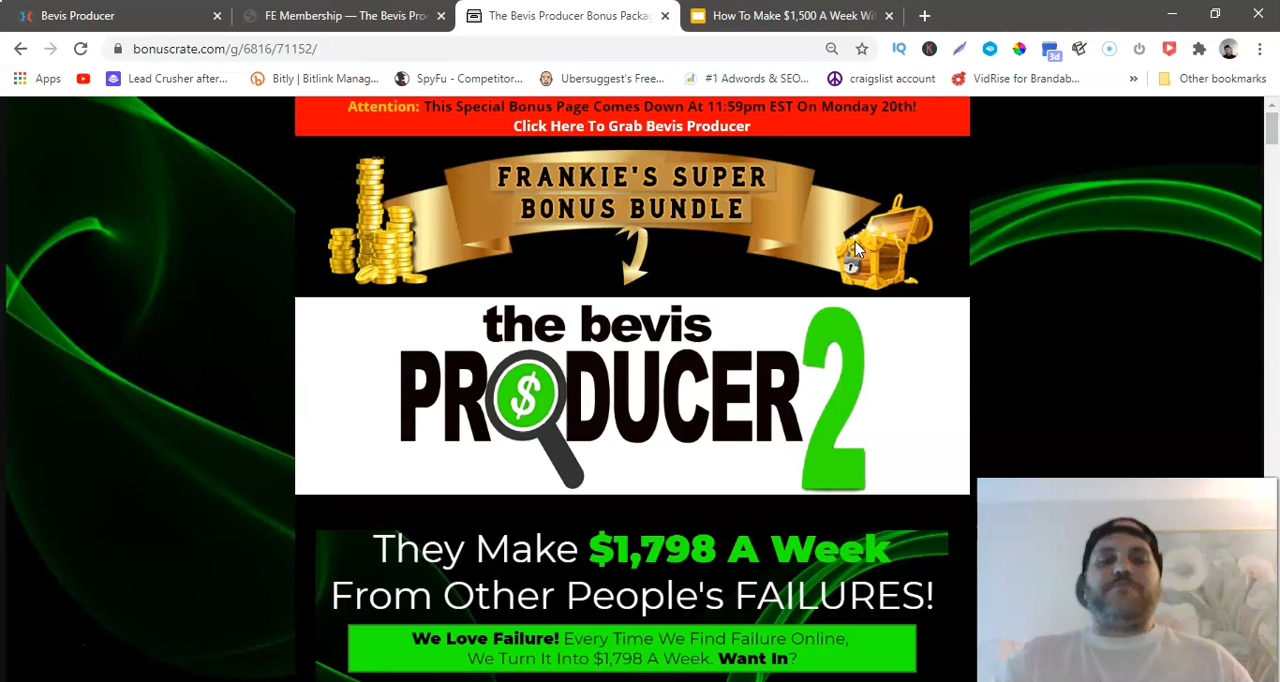 Bevis Producer
FE Membership — The Bevis Pro
The Bevis Producer Bonus Packag
How To Make $1,500 A Week Wit
bonuscrate.com/g/6816/71152/
Apps
Lead Crusher after...
Bitly | Bitlink Manag...
SpyFu - Competitor...
Ubersuggest's Free...
#1 Adwords & SEO...
craigslist account
VidRise for Brandab...
Other bookmarks
IQ
K
3d
Attention: This Special Bonus Page Comes Down At 11:59pm EST On Monday 20th!
Click Here To Grab Bevis Producer
FRANKIE'S SUPER
BONUS BUNDLE
the bevis
PRODUCER 2
They Make $1,798 A Week
From Other People's FAILURES!
We Love Failure! Every Time We Find Failure Online,
We Turn It Into $1,798 A Week. Want In?